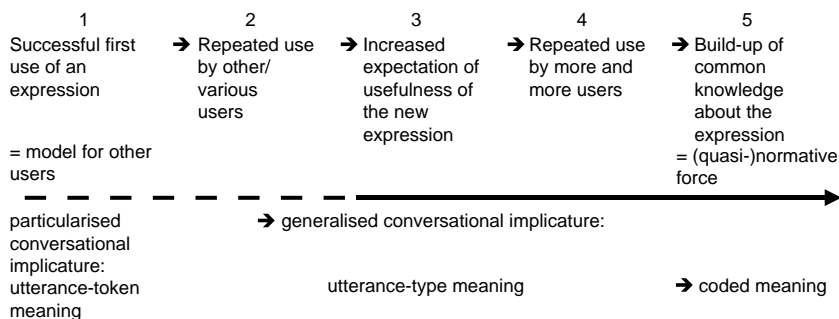 1
Successful first
use of an
expression
= model for other
users
2
➔ Repeated use
by other/
various
users
3
➔ Increased
expectation of
usefulness of
the new
expression
4
➔ Repeated use
by more and
more users
5
➔ Build-up of
common
knowledge
about the
expression
= (quasi-)normative
force
particularised
conversational
implicature:
utterance-token
meaning
➔ generalised conversational implicature:
utterance-type meaning
➔ coded meaning